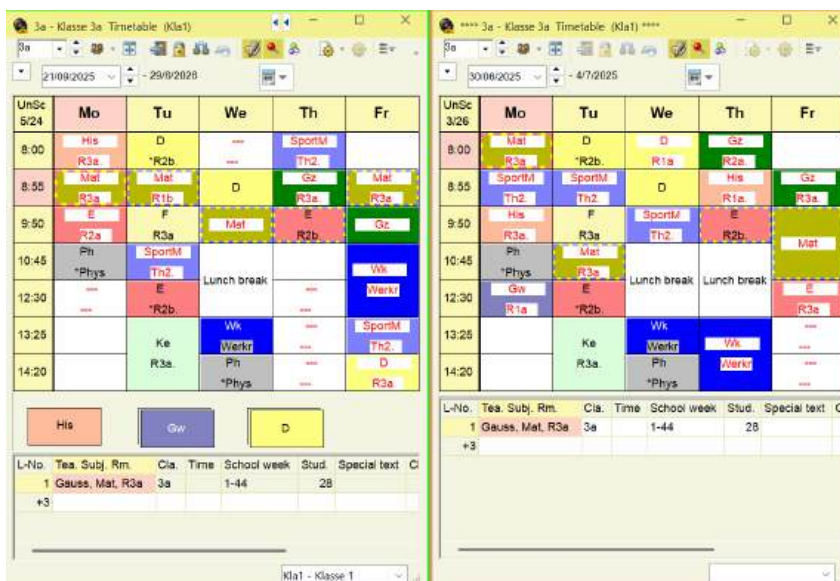 3a - Klasse 3a Timetable (Kla1)
3a
21/09/2025 - 29/6/2026
UnSc 5/24 Mo Tu We Th Fr
8:00
His R3a.
D *R2b.
--- ---
SportM Th2.
8:55
Mat R3a
Mat R1b
D
Gz R3a.
Mat R3a.
9:50
E R2a
F R3a
Mat
E R2b.
Gz
10:45
Ph *Phys
SportM Th2.
Lunch break
---
Wk Werkr
12:30
--- ---
E *R2b.
---
13:25
Ke R3a.
Wk Werkr
--- ---
SportM Th2.
14:20
Ph *Phys
--- ---
D R3a
His
Gw
D
L-No. Tea. Subj. Rm. Cla. Time School week Stud. Special text Cl
1 Gauss, Mat, R3a 3a 1-44 28
+3
Kla1 - Klasse 1
**** 3a - Klasse 3a Timetable (Kla1) ****
3a
30/06/2025 - 4/7/2025
UnSc 3/26 Mo Tu We Th Fr
8:00
Mat R3a
D *R2b.
D R1a
Gz R2a.
8:55
SportM Th2.
SportM Th2.
D
His R1a.
Gz R3a.
9:50
His R3a.
F R3a
SportM Th2.
E R2b.
Mat
10:45
Ph *Phys
Mat R3a
Lunch break
Lunch break
12:30
Gw R1a
E *R2b.
E R3a
13:25
Ke R3a.
Wk Werkr
Wk Werkr
--- ---
14:20
Ph *Phys
--- ---
L-No. Tea. Subj. Rm. Cla. Time School week Stud. Special text C
1 Gauss, Mat, R3a 3a 1-44 28
+3